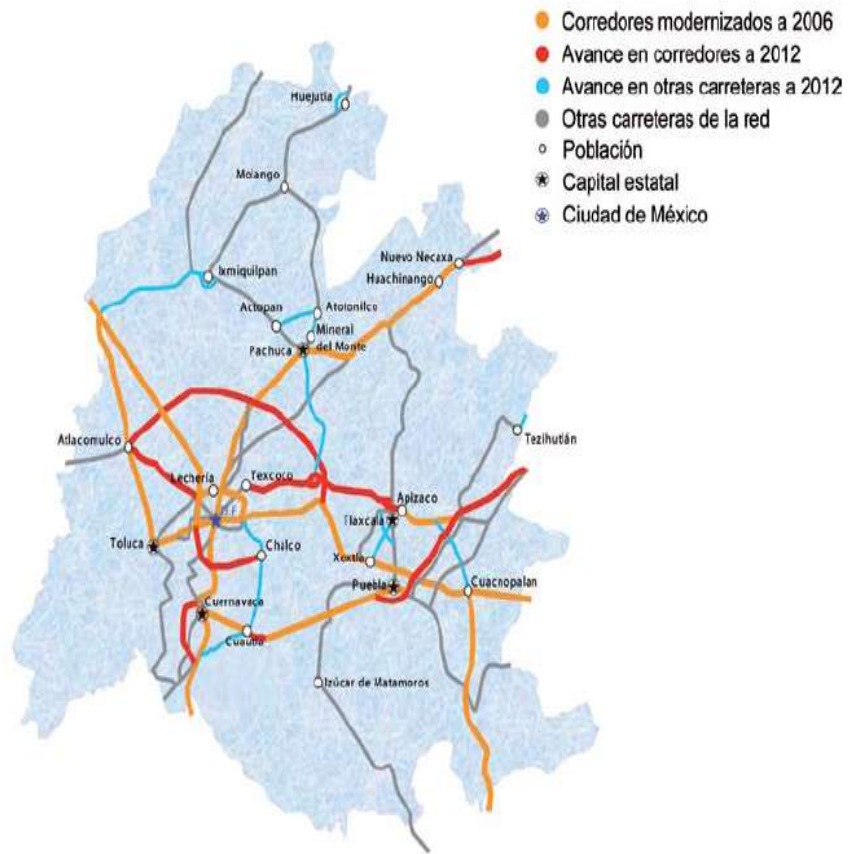 Corredores modernizados a 2006
Avance en corredores a 2012
Avance en otras carreteras a 2012
Otras carreteras de la red
Población
Capital estatal
Ciudad de México
Huejutla
Molango
Nuevo Necaxa
Ixmiquilpan
Huachinango
Actopan
Atotonilco
Mineral
del Monte
Pachuca
Atlacomulco
Tezihutlán
Lechería
Texcoco
Apizaco
D.F.
Tlaxcala
Toluca
Chalco
Xoxtla
Puebla
Cuacnopalan
Cuernavaca
Cuautla
Izúcar de Matamoros